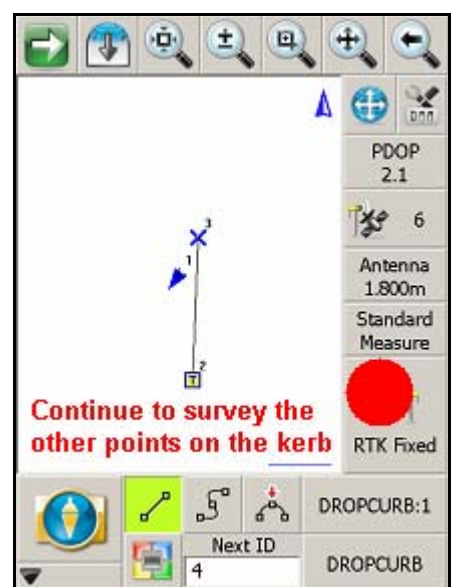 PDOP
2.1
6
Antenna
1.800m
Standard
Measure
RTK Fixed
3
1
2
T
Continue to survey the
other points on the kerb
DROPCURB:1
Next ID
4
DROPCURB